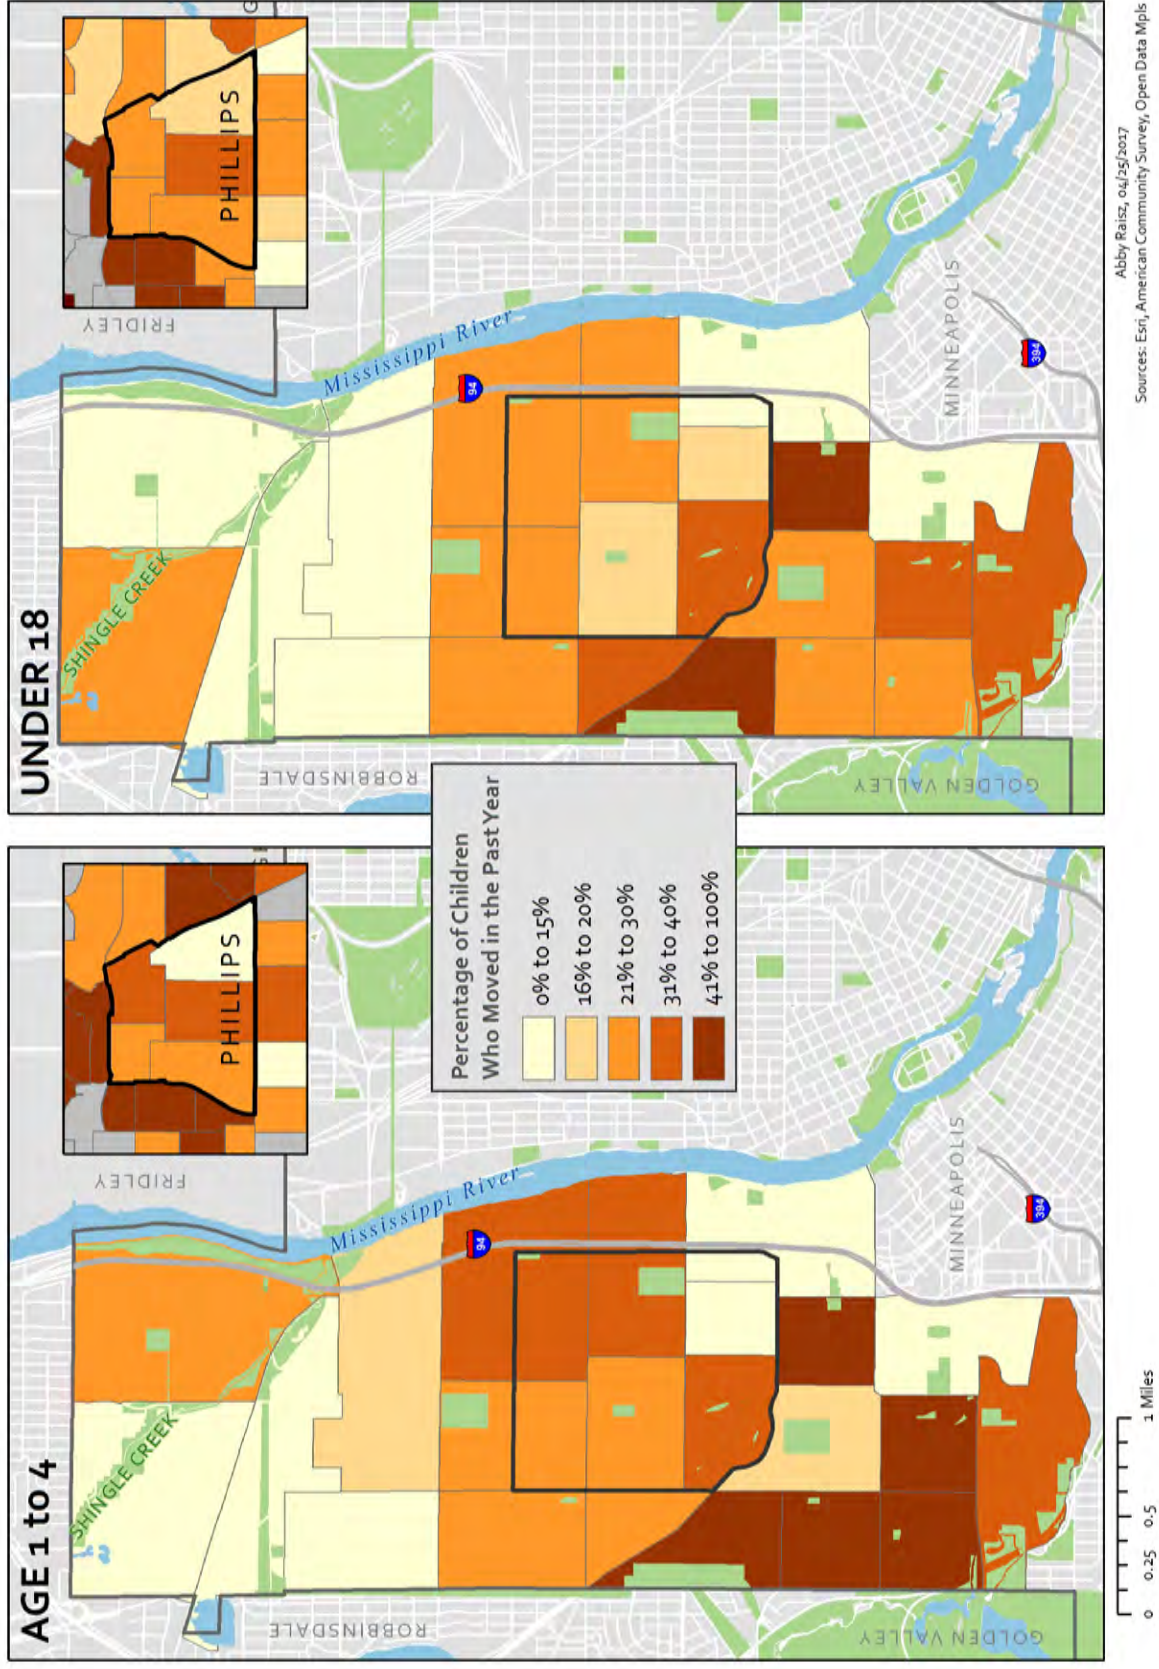 AGE 1 to 4
SHINGLE CREEK
FRIDLEY
PHILLIPS
Mississippi River
94
ROBBINSDALE
MINNEAPOLIS
394
GOLDEN VALLEY
0 0.25 0.5 1 Miles
Percentage of Children
Who Moved in the Past Year
0% to 15%
16% to 20%
21% to 30%
31% to 40%
41% to 100%
UNDER 18
SHINGLE CREEK
FRIDLEY
PHILLIPS
Mississippi River
94
ROBBINSDALE
MINNEAPOLIS
394
GOLDEN VALLEY
Abby Raisz, 04/25/2017
Sources: Esri, American Community Survey, Open Data Mpls